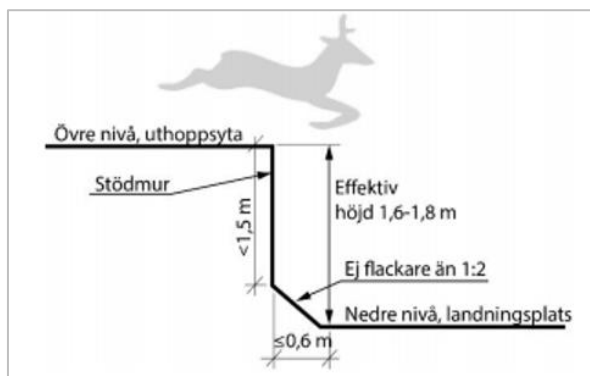 Övre nivå, uthoppsyta
Stödmur
Effektiv
höjd 1,6-1,8 m
<1,5 m
Ej flackare än 1:2
Nedre nivå, landningsplats
≤0,6 m